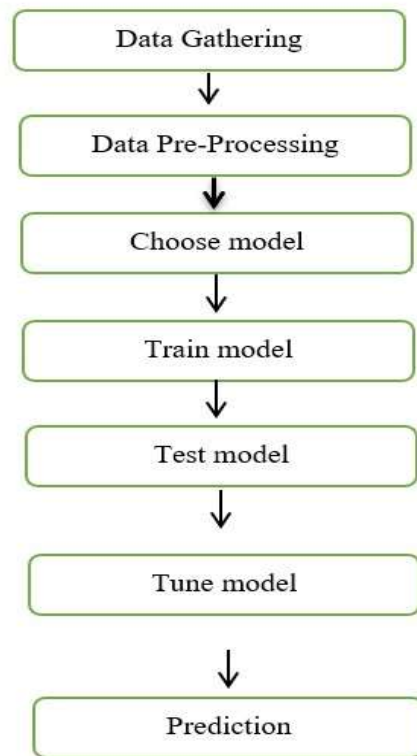 Data Gathering
Data Pre-Processing
Choose model
Train model
Test model
Tune model
Prediction